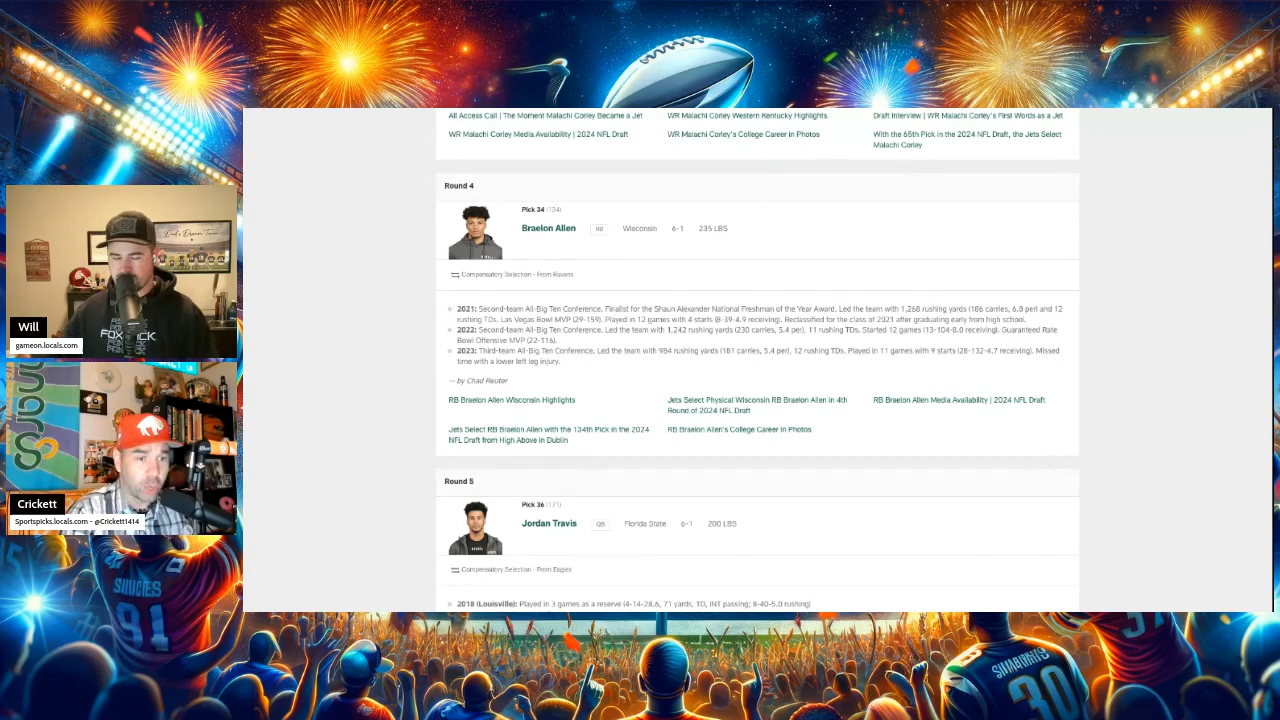 All Access Call | The Moment Malachi Corley Became a Jet
WR Malachi Corley Western Kentucky Highlights
Draft Interview | WR Malachi Corley's First Words as a Jet
WR Malachi Corley Media Availability | 2024 NFL Draft
WR Malachi Corley's College Career in Photos
With the 65th Pick in the 2024 NFL Draft, the Jets Select
Malachi Corley
Round 4
Pick 34 (134)
Braelon Allen RB Wisconsin 6-1 235 LBS
Compensatory Selection - From Ravens
2021: Second-team All-Big Ten Conference. Finalist for the Shaun Alexander National Freshman of the Year Award. Led the team with 1,268 rushing yards (186 carries, 6.8 per) and 12
rushing TDs. Las Vegas Bowl MVP (29-159). Played in 12 games with 4 starts (8-39-4.9 receiving). Reclassified for the class of 2021 after graduating early from high school.
2022: Second-team All-Big Ten Conference. Led the team with 1,242 rushing yards (230 carries, 5.4 per), 11 rushing TDs. Started 12 games (13-104-8.0 receiving). Guaranteed Rate
Bowl Offensive MVP (22-116).
2023: Third-team All-Big Ten Conference. Led the team with 984 rushing yards (181 carries, 5.4 per), 12 rushing TDs. Played in 11 games with 9 starts (28-132-4.7 receiving). Missed
time with a lower left leg injury.
-- by Chad Reuter
RB Braelon Allen Wisconsin Highlights
Jets Select Physical Wisconsin RB Braelon Allen in 4th
Round of 2024 NFL Draft
RB Braelon Allen Media Availability | 2024 NFL Draft
Jets Select RB Braelon Allen with the 134th Pick in the 2024
NFL Draft from High Above in Dublin
RB Braelon Allen's College Career in Photos
Round 5
Pick 36 (171)
Jordan Travis QB Florida State 6-1 200 LBS
Compensatory Selection - From Eagles
2018 (Louisville): Played in 3 games as a reserve (4-14-28.6, 71 yards, TD, INT passing; 8-40-5.0 rushing)
Will
gameon.locals.com
Crickett
Sportspicks.locals.com - @Crickett1414
91
30